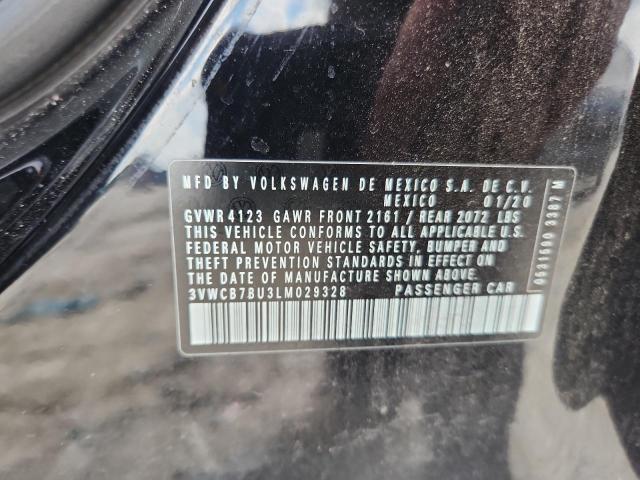 MFD BY VOLKSWAGEN DE MEXICO S.A. DE C.V.
MEXICO 01/20
GVWR 4123 GAWR FRONT 2161 / REAR 2072 LBS
THIS VEHICLE CONFORMS TO ALL APPLICABLE U.S.
FEDERAL MOTOR VEHICLE SAFETY, BUMPER AND
THEFT PREVENTION STANDARDS IN EFFECT ON
THE DATE OF MANUFACTURE SHOWN ABOVE.
3VWCB7BU3LM029328 PASSENGER CAR